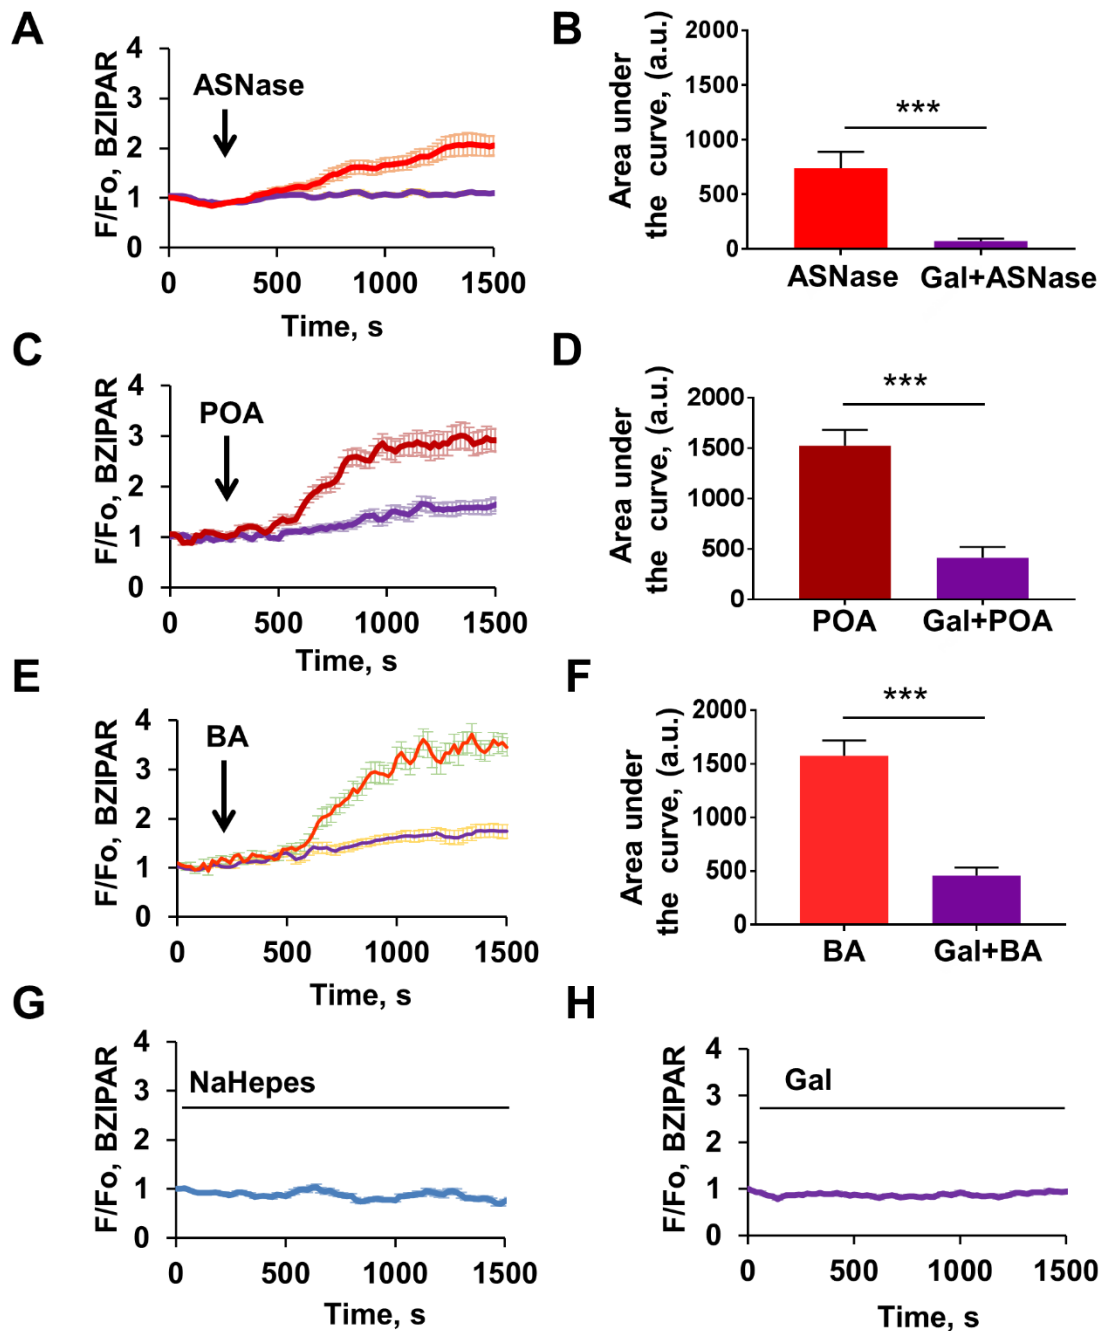 A
F/Fo, BZIPAR
4
3
2
1
0
ASNase
0 500 1000 1500
Time, s
B
Area under
the curve, (a.u.)
2000
1500
1000
500
0
***
ASNase Gal+ASNase
C
F/Fo, BZIPAR
4
3
2
1
0
POA
0 500 1000 1500
Time, s
D
Area under
the curve, (a.u.)
2000
1500
1000
500
0
***
POA Gal+POA
E
F/Fo, BZIPAR
4
3
2
1
0
BA
0 500 1000 1500
Time, s
F
Area under
the curve, (a.u.)
2000
1500
1000
500
0
***
BA Gal+BA
G
F/Fo, BZIPAR
4
3
2
1
0
NaHepes
0 500 1000 1500
Time, s
H
F/Fo, BZIPAR
4
3
2
1
0
Gal
0 500 1000 1500
Time, s